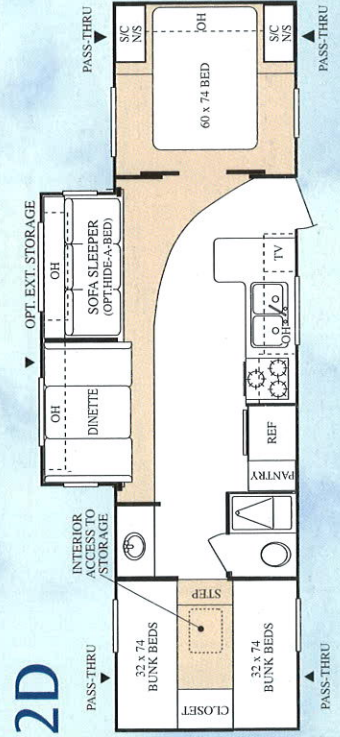 2D
PASS-THRU
PASS-THRU
32 x 74
BUNK BEDS
CLOSET
STEP
32 x 74
BUNK BEDS
PASS-THRU
INTERIOR
ACCESS TO
STORAGE
OPT. EXT. STORAGE
OH
DINETTE
OH
SOFA SLEEPER
(OPT.HIDE-A-BED)
PANTRY
REF
OH
TV
S/C
N/S
OH
60 x 74 BED
S/C
N/S
PASS-THRU